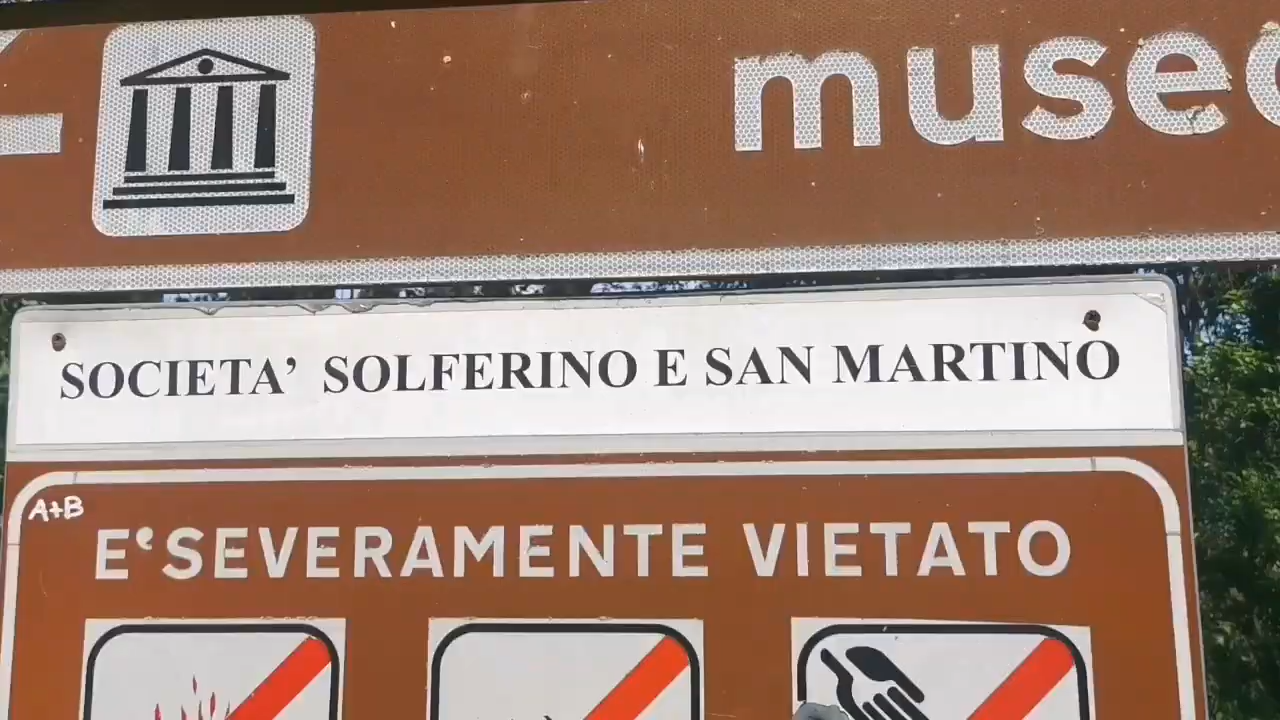 museo
SOCIETA' SOLFERINO E SAN MARTINO
A+B
E'SEVERAMENTE VIETATO